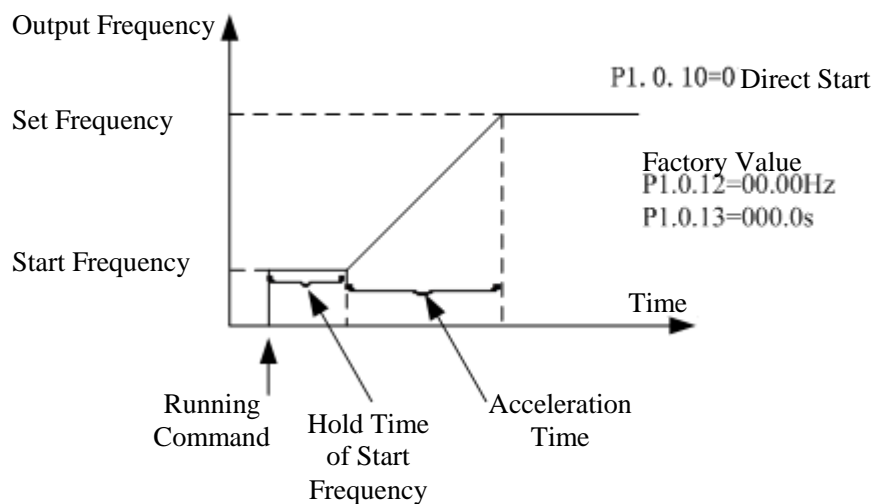 Output Frequency
P1. 0. 10=0 Direct Start
Set Frequency
Factory Value
P1.0.12=00.00Hz
P1.0.13=000.0s
Start Frequency
Time
Running
Command
Hold Time
of Start
Frequency
Acceleration
Time